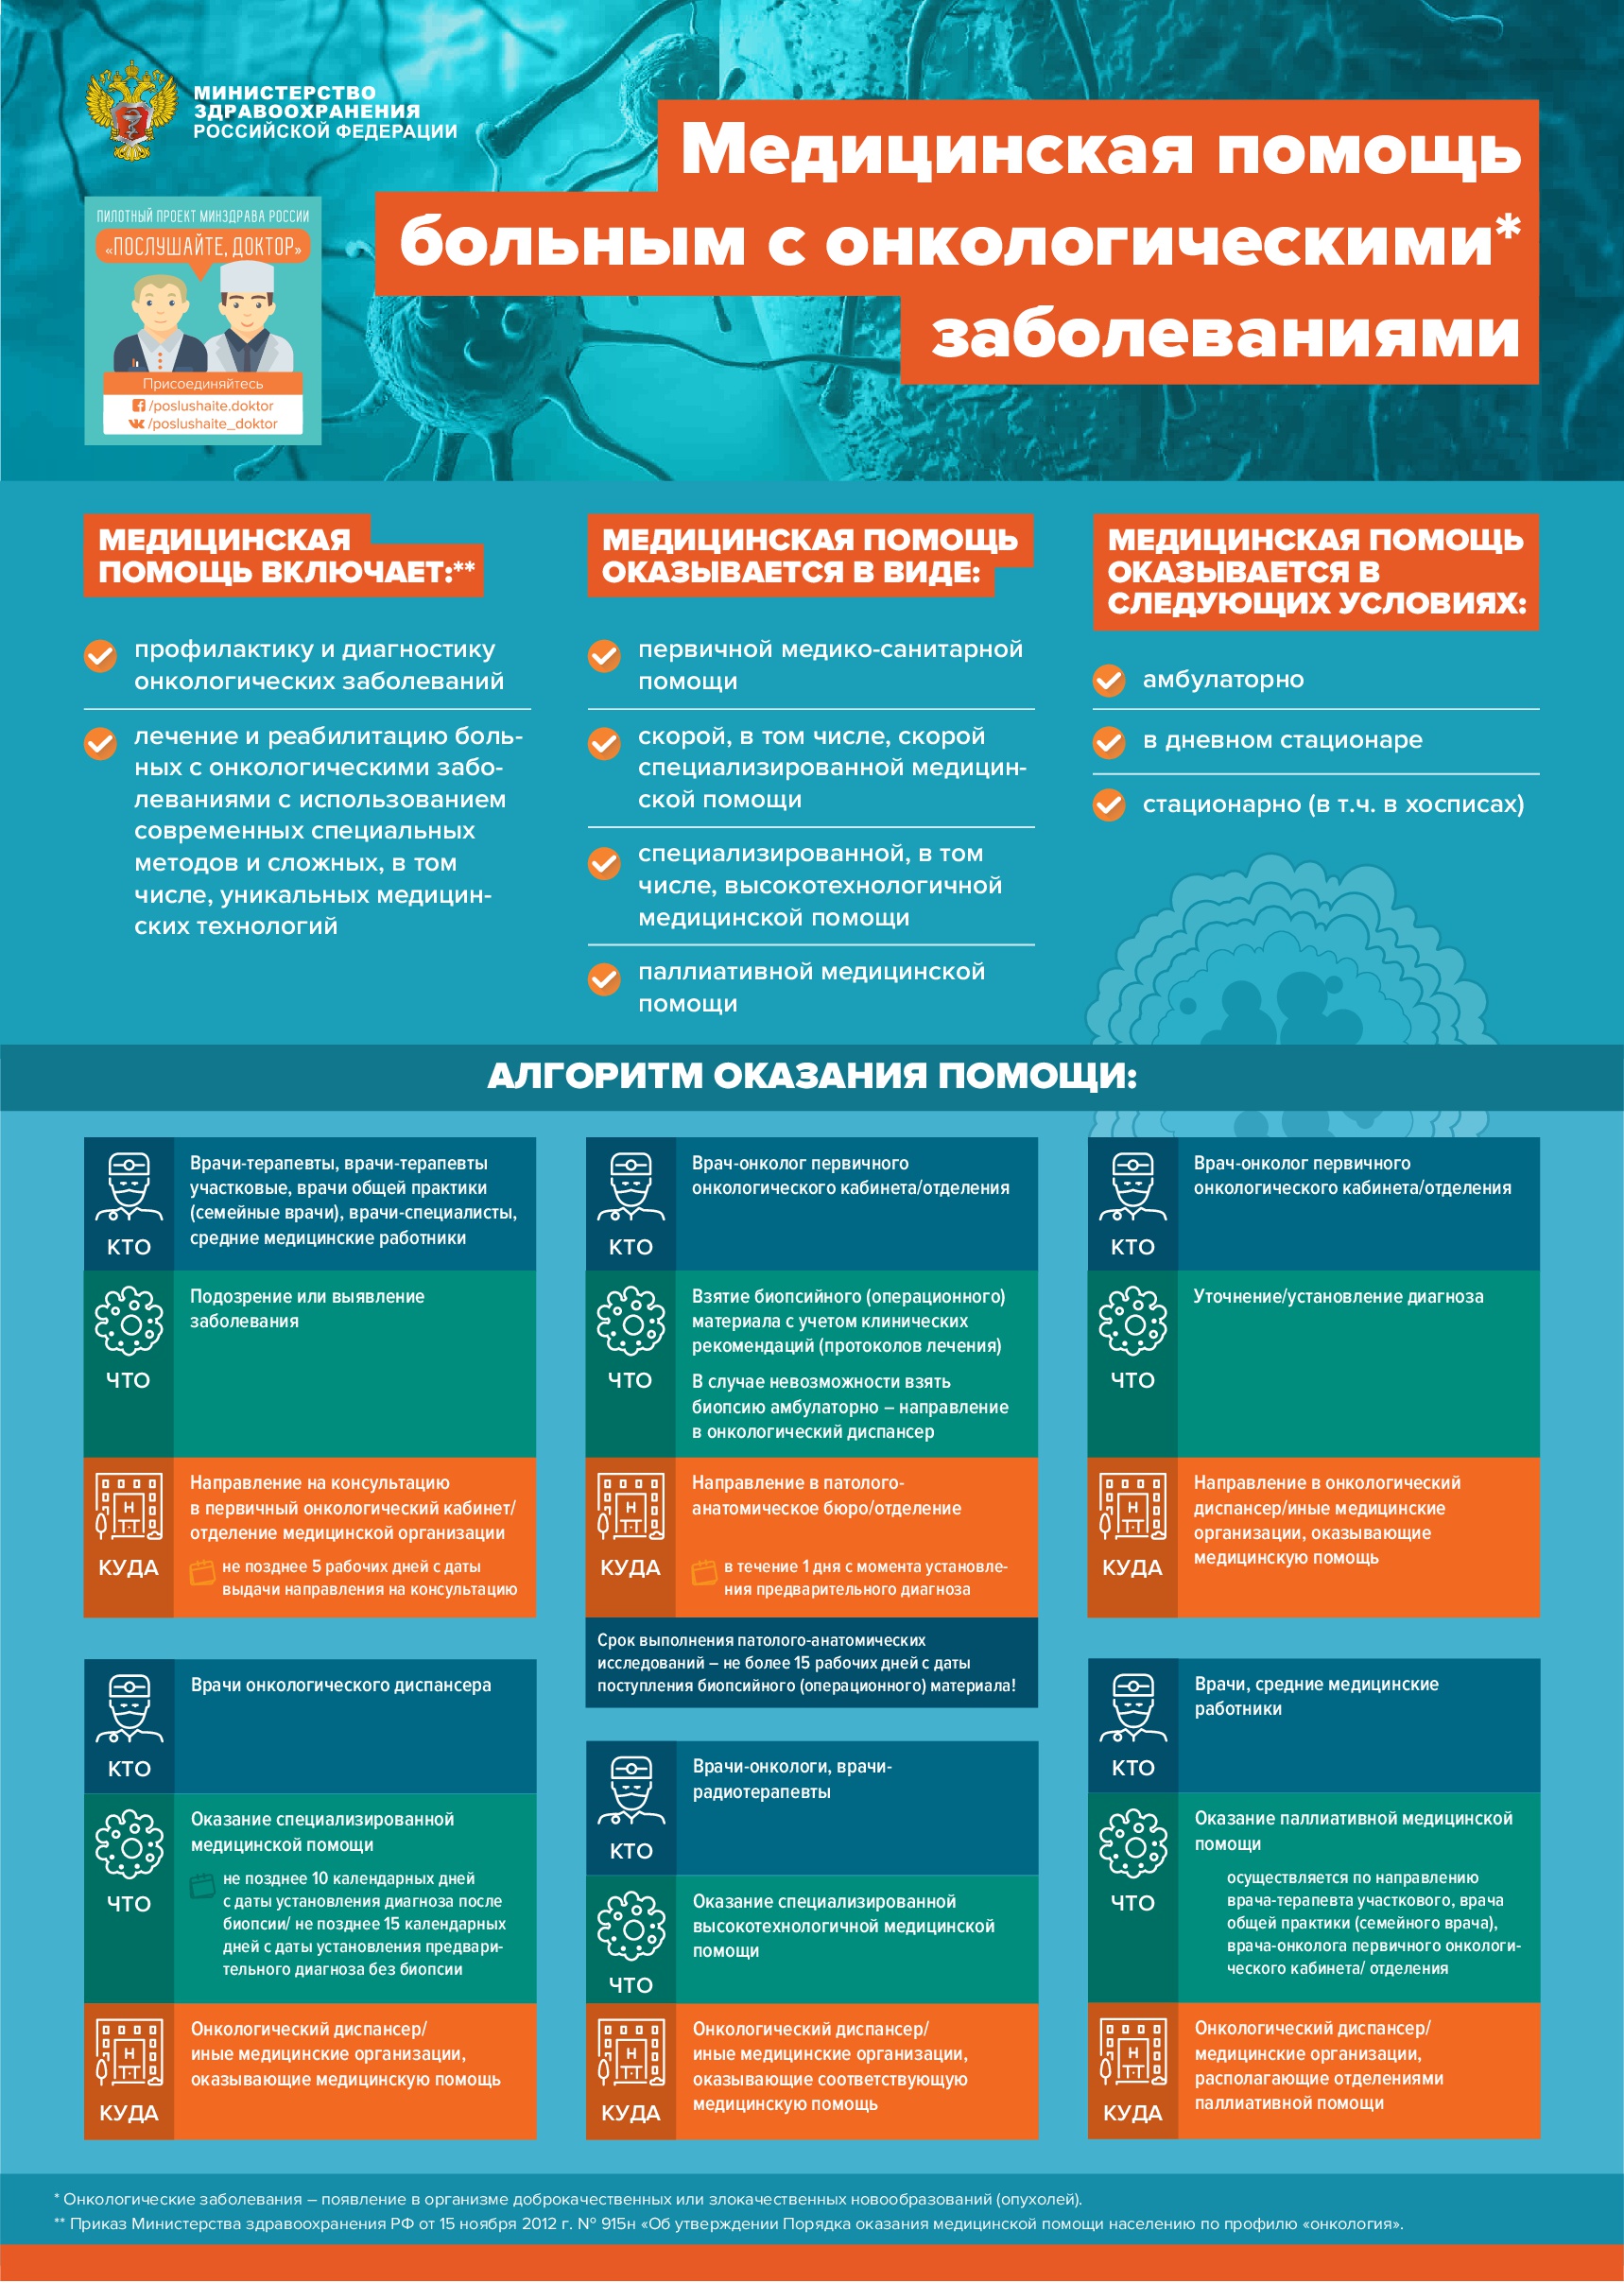 МИНИСТЕРСТВО
ЗДРАВООХРАНЕНИЯ
РОССИЙСКОЙ ФЕДЕРАЦИИ
ПИЛОТНЫЙ ПРОЕКТ МИНЗДРАВА РОССИИ
«ПОСЛУШАЙТЕ, ДОКТОР»
Присоединяйтесь
/poslushaite.doktor
/poslushaite_doktor
Медицинская помощь
больным с онкологическими*
заболеваниями
МЕДИЦИНСКАЯ
ПОМОЩЬ ВКЛЮЧАЕТ:**
профилактику и диагностику
онкологических заболеваний
лечение и реабилитацию боль-
ных с онкологическими забо-
леваниями с использованием
современных специальных
методов и сложных, в том
числе, уникальных медицин-
ских технологий
МЕДИЦИНСКАЯ ПОМОЩЬ
ОКАЗЫВАЕТСЯ В ВИДЕ:
первичной медико-санитарной
помощи
скорой, в том числе, скорой
специализированной медицин-
ской помощи
специализированной, в том
числе, высокотехнологичной
медицинской помощи
паллиативной медицинской
помощи
МЕДИЦИНСКАЯ ПОМОЩЬ
ОКАЗЫВАЕТСЯ В
СЛЕДУЮЩИХ УСЛОВИЯХ:
амбулаторно
в дневном стационаре
стационарно (в т.ч. в хосписах)
АЛГОРИТМ ОКАЗАНИЯ ПОМОЩИ:
КТО
Врачи-терапевты, врачи-терапевты
участковые, врачи общей практики
(семейные врачи), врачи-специалисты,
средние медицинские работники
ЧТО
Подозрение или выявление
заболевания
Н
КУДА
Направление на консультацию
в первичный онкологический кабинет/
отделение медицинской организации
не позднее 5 рабочих дней с даты
выдачи направления на консультацию
КТО
Врач-онколог первичного
онкологического кабинета/отделения
ЧТО
Взятие биопсийного (операционного)
материала с учетом клинических
рекомендаций (протоколов лечения)
В случае невозможности взять
биопсию амбулаторно – направление
в онкологический диспансер
Н
КУДА
Направление в патолого-
анатомическое бюро/отделение
в течение 1 дня с момента установле-
ния предварительного диагноза
Срок выполнения патолого-анатомических
исследований – не более 15 рабочих дней с даты
поступления биопсийного (операционного) материала!
КТО
Врач-онколог первичного
онкологического кабинета/отделения
ЧТО
Уточнение/установление диагноза
Н
КУДА
Направление в онкологический
диспансер/иные медицинские
организации, оказывающие
медицинскую помощь
КТО
Врачи онкологического диспансера
ЧТО
Оказание специализированной
медицинской помощи
не позднее 10 календарных дней
с даты установления диагноза после
биопсии/ не позднее 15 календарных
дней с даты установления предвари-
тельного диагноза без биопсии
Н
КУДА
Онкологический диспансер/
иные медицинские организации,
оказывающие медицинскую помощь
КТО
Врачи-онкологи, врачи-
радиотерапевты
ЧТО
Оказание специализированной
высокотехнологичной медицинской
помощи
Н
КУДА
Онкологический диспансер/
иные медицинские организации,
оказывающие соответствующую
медицинскую помощь
КТО
Врачи, средние медицинские
работники
ЧТО
Оказание паллиативной медицинской
помощи
осуществляется по направлению
врача-терапевта участкового, врача
общей практики (семейного врача),
врача-онколога первичного онкологи-
ческого кабинета/ отделения
Н
КУДА
Онкологический диспансер/
медицинские организации,
располагающие отделениями
паллиативной помощи
* Онкологические заболевания – появление в организме доброкачественных или злокачественных новообразований (опухолей).
** Приказ Министерства здравоохранения РФ от 15 ноября 2012 г. № 915н «Об утверждении Порядка оказания медицинской помощи населению по профилю «онкология».